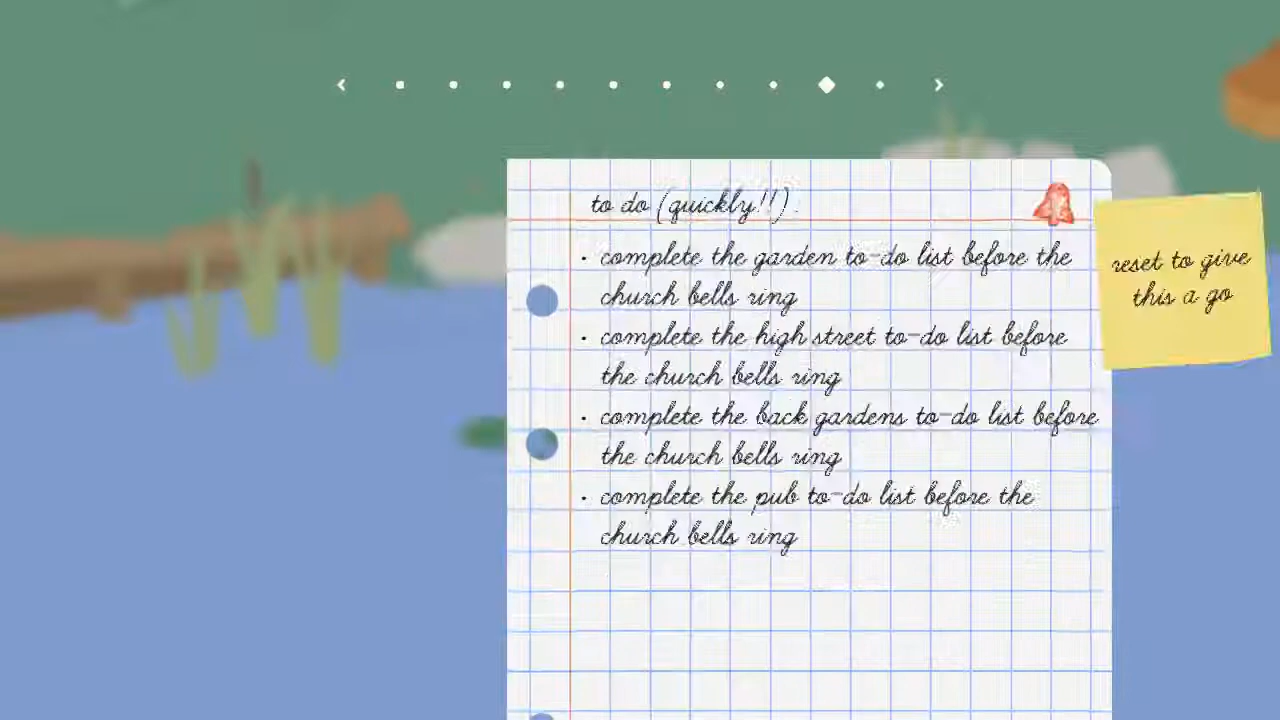 to do (quickly!!)
• complete the garden to-do list before the
church bells ring
• complete the high street to-do list before
the church bells ring
• complete the back gardens to-do list before
the church bells ring
• complete the pub to-do list before the
church bells ring
reset to give
this a go